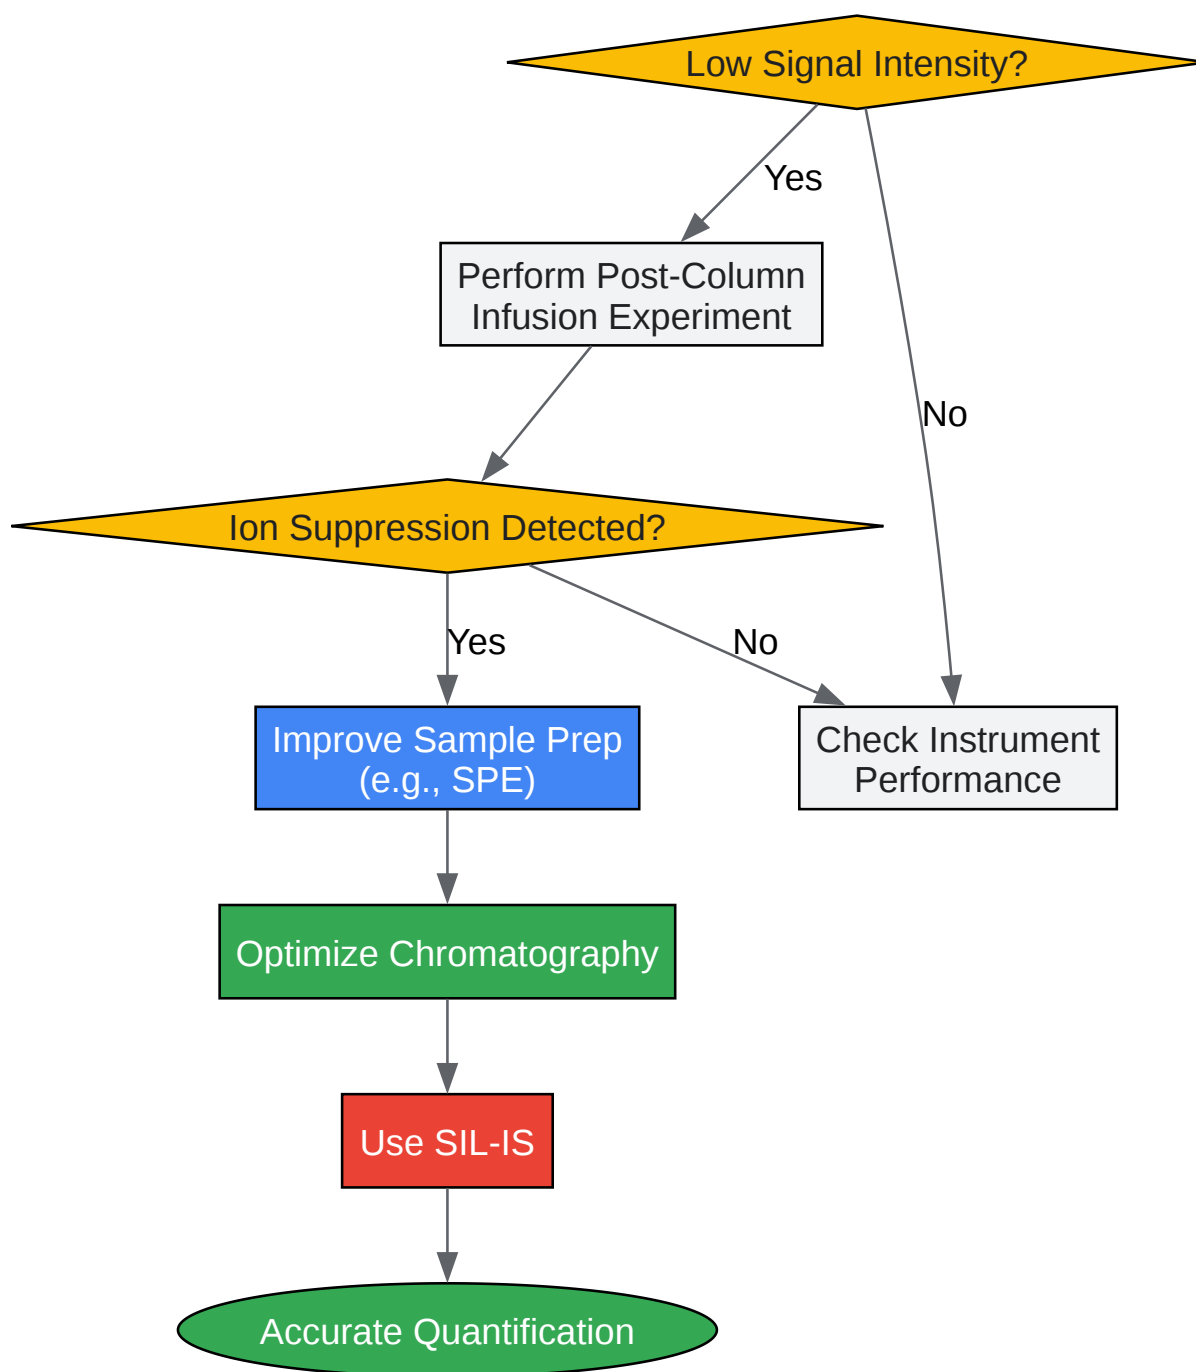 Low Signal Intensity?
Yes
Perform Post-Column
Infusion Experiment
No
Ion Suppression Detected?
Yes
No
Improve Sample Prep
(e.g., SPE)
Check Instrument
Performance
Optimize Chromatography
Use SIL-IS
Accurate Quantification